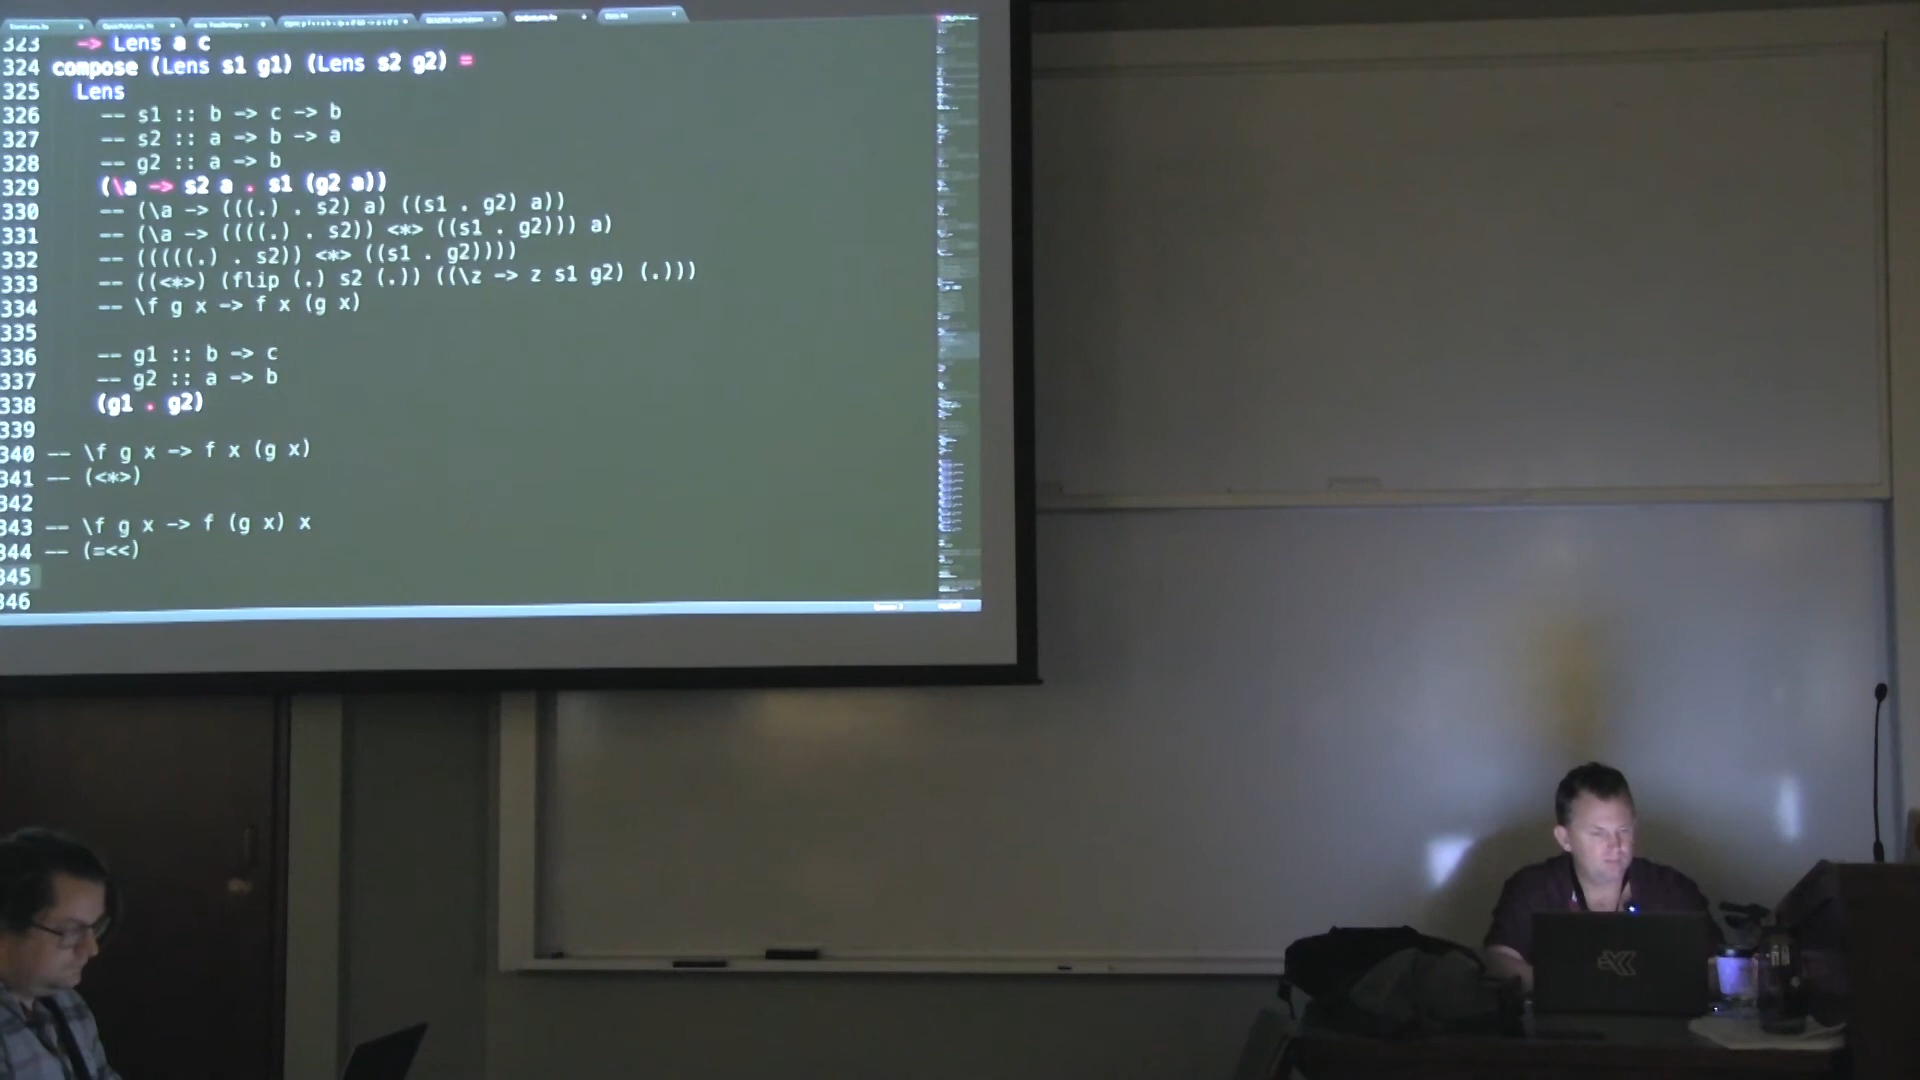 323 -> Lens a c
324 compose (Lens s1 g1) (Lens s2 g2) =
325 Lens
326 -- s1 :: b -> c -> b
327 -- s2 :: a -> b -> a
328 -- g2 :: a -> b
329 (\a -> s2 a . s1 (g2 a))
330 -- (\a -> (((.) . s2) a) ((s1 . g2) a))
331 -- (\a -> ((((.) . s2)) <*> ((s1 . g2))) a)
332 -- (((((.) . s2)) <*> ((s1 . g2))))
333 -- ((<*>) (flip (.) s2 (.)) ((\z -> z s1 g2) (.)))
334 -- \f g x -> f x (g x)
335
336 -- g1 :: b -> c
337 -- g2 :: a -> b
338 (g1 . g2)
339
340 -- \f g x -> f x (g x)
341 -- (<*>)
342
343 -- \f g x -> f (g x) x
344 -- (=<<)
345
346